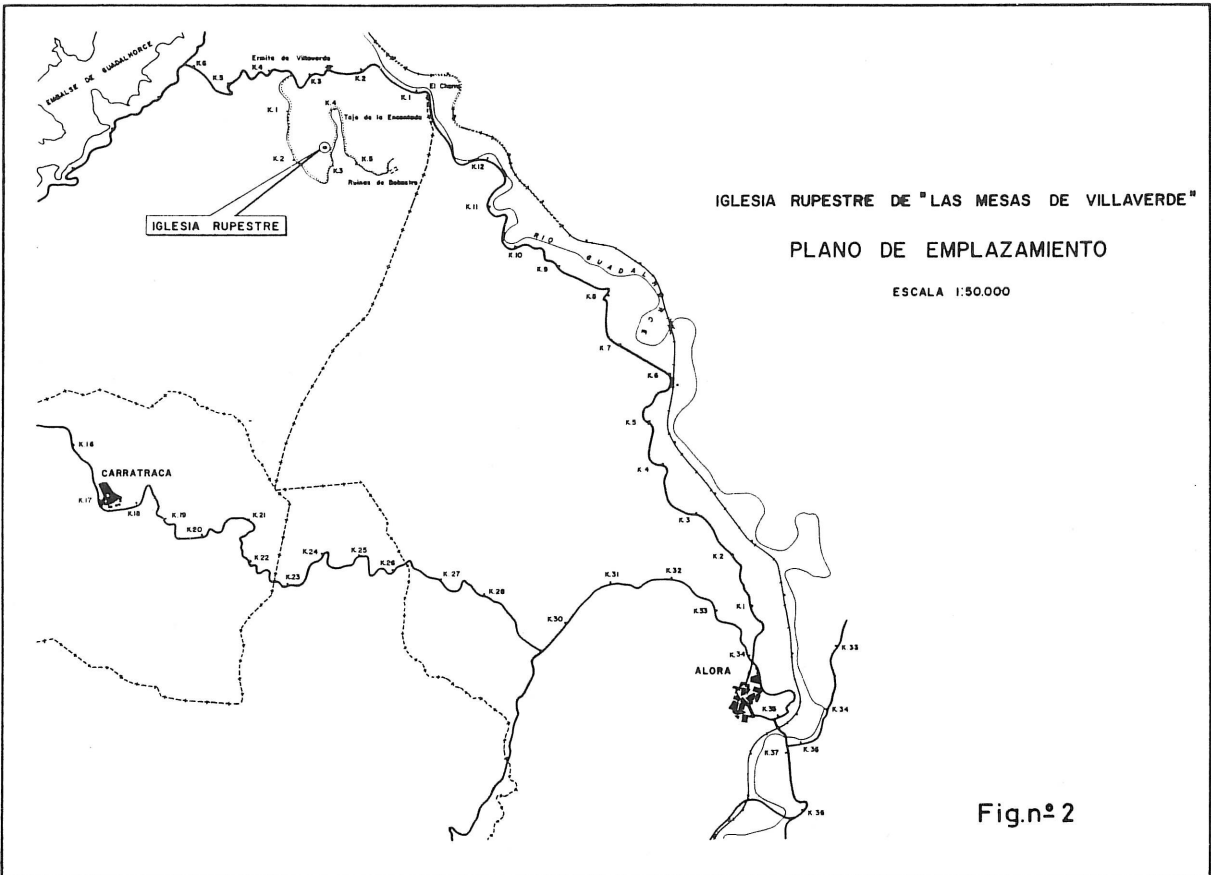 EMBALSE DE GUADALHORCE
K.6
K.5
K.4
Ermita de Villaverde
K.3
K.2
K.1
El Chorro
K.1
K.4
Tajo de la Encantada
K.2
K.3
K.5
Ruinas de Bobastro
IGLESIA RUPESTRE
K.12
K.11
K.10
K.9
K.8
K.7
K.6
K.5
K.4
K.3
K.2
K.1
RIO GUADALHORCE
IGLESIA RUPESTRE DE "LAS MESAS DE VILLAVERDE"
PLANO DE EMPLAZAMIENTO
ESCALA 1:50.000
K.16
CARRATRACA
K.17
K.18
K.19
K.20
K.21
K.22
K.23
K.24
K.25
K.26
K.27
K.28
K.30
K.31
K.32
K.33
K.34
ALORA
K.35
K.33
K.34
K.36
K.37
K.38
Fig.nº 2